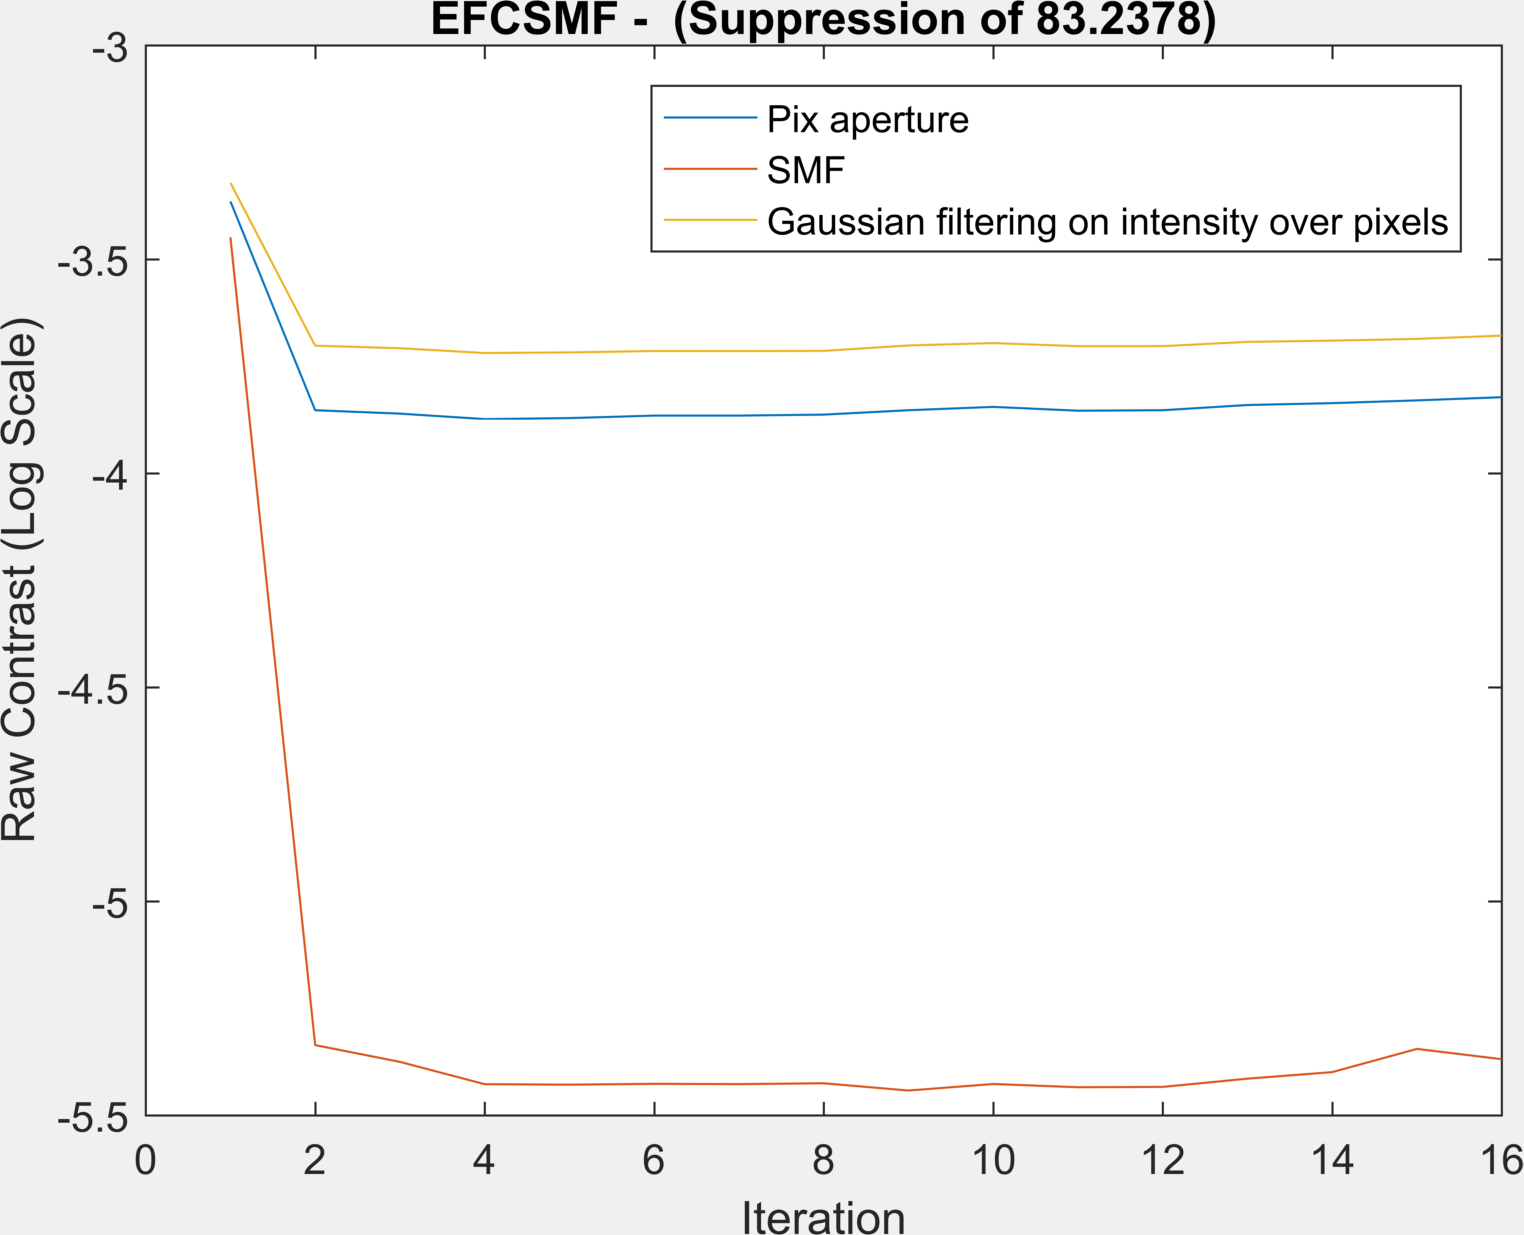 EFCSMF - (Suppression of 83.2378)
Pix aperture
SMF
Gaussian filtering on intensity over pixels
Raw Contrast (Log Scale)
-3
-3.5
-4
-4.5
-5
-5.5
0 2 4 6 8 10 12 14 16
Iteration